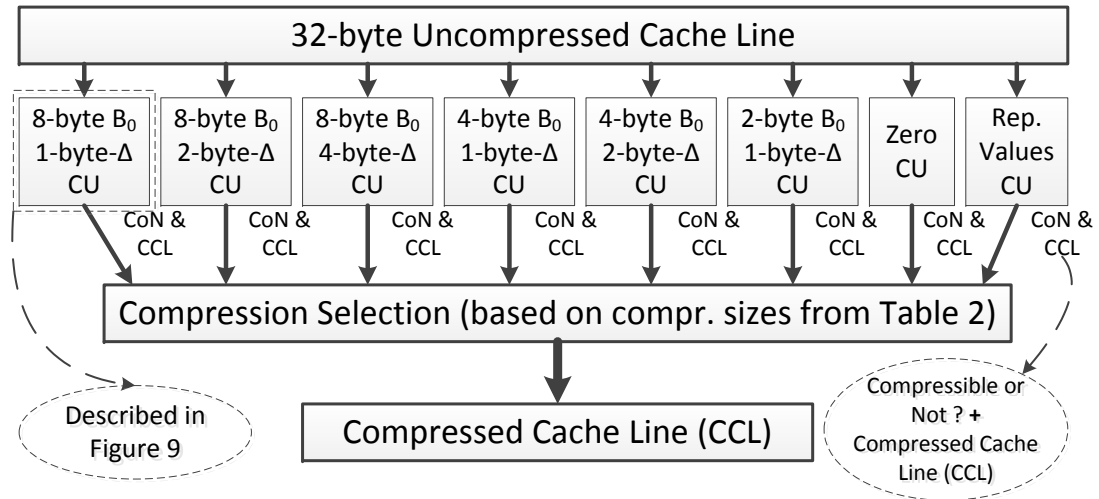 32-byte Uncompressed Cache Line
8-byte B₀
1-byte-Δ
CU
8-byte B₀
2-byte-Δ
CU
8-byte B₀
4-byte-Δ
CU
4-byte B₀
1-byte-Δ
CU
4-byte B₀
2-byte-Δ
CU
2-byte B₀
1-byte-Δ
CU
Zero
CU
Rep.
Values
CU
CoN &
CCL
CoN &
CCL
CoN &
CCL
CoN &
CCL
CoN &
CCL
CoN &
CCL
CoN &
CCL
CoN &
CCL
Compression Selection (based on compr. sizes from Table 2)
Described in
Figure 9
Compressed Cache Line (CCL)
Compressible or
Not ? +
Compressed Cache
Line (CCL)